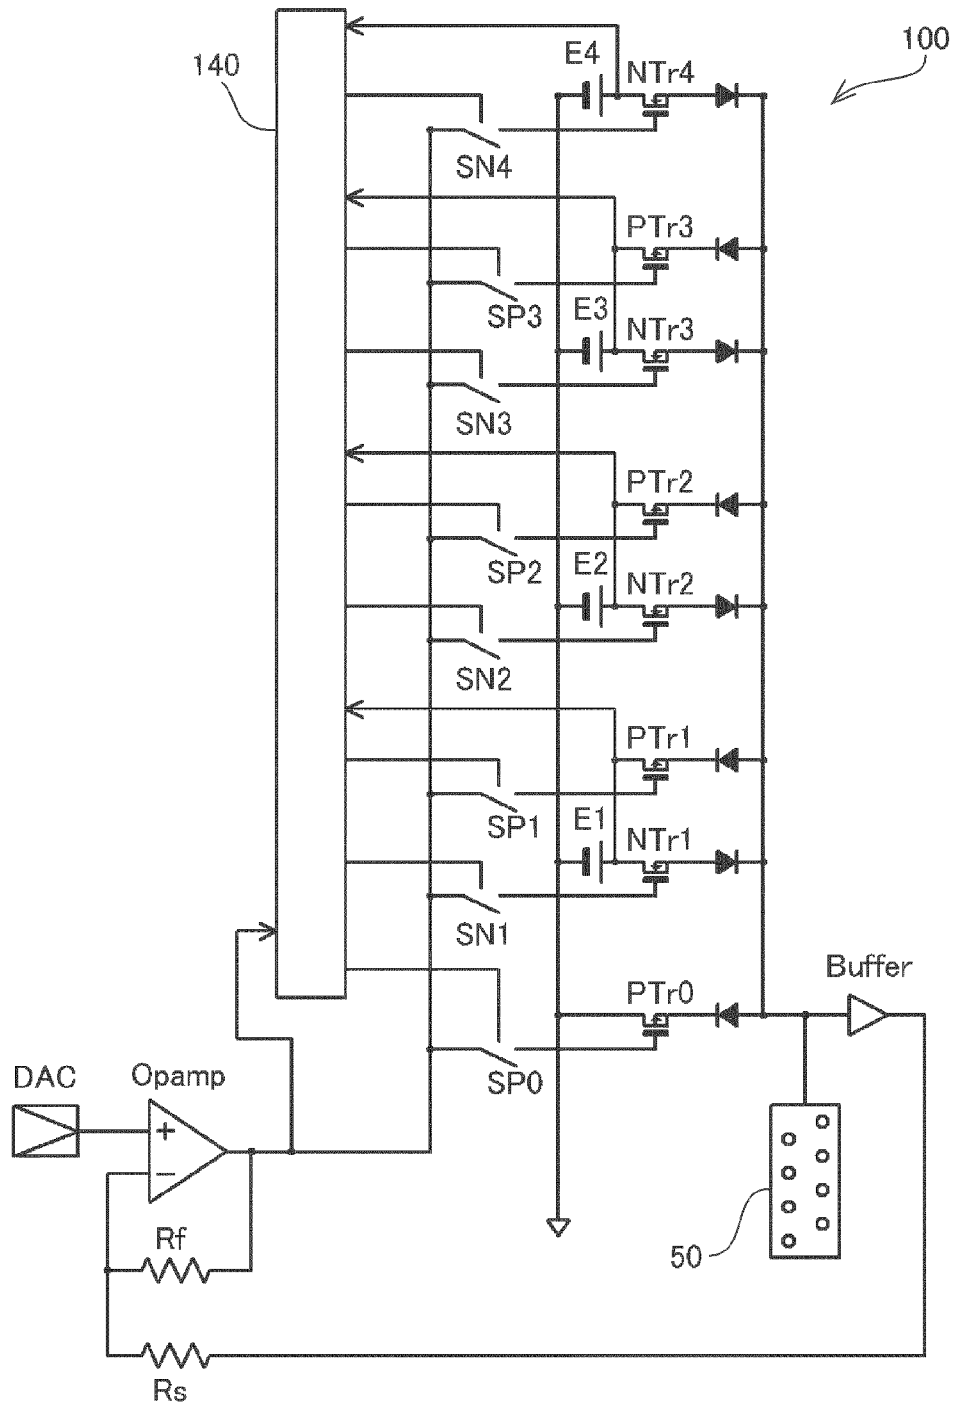 100
140
E4
NTr4
SN4
PTr3
SP3
E3
NTr3
SN3
PTr2
SP2
E2
NTr2
SN2
PTr1
SP1
E1
NTr1
SN1
Buffer
PTr0
SP0
DAC
Opamp
+
−
Rf
50
Rs